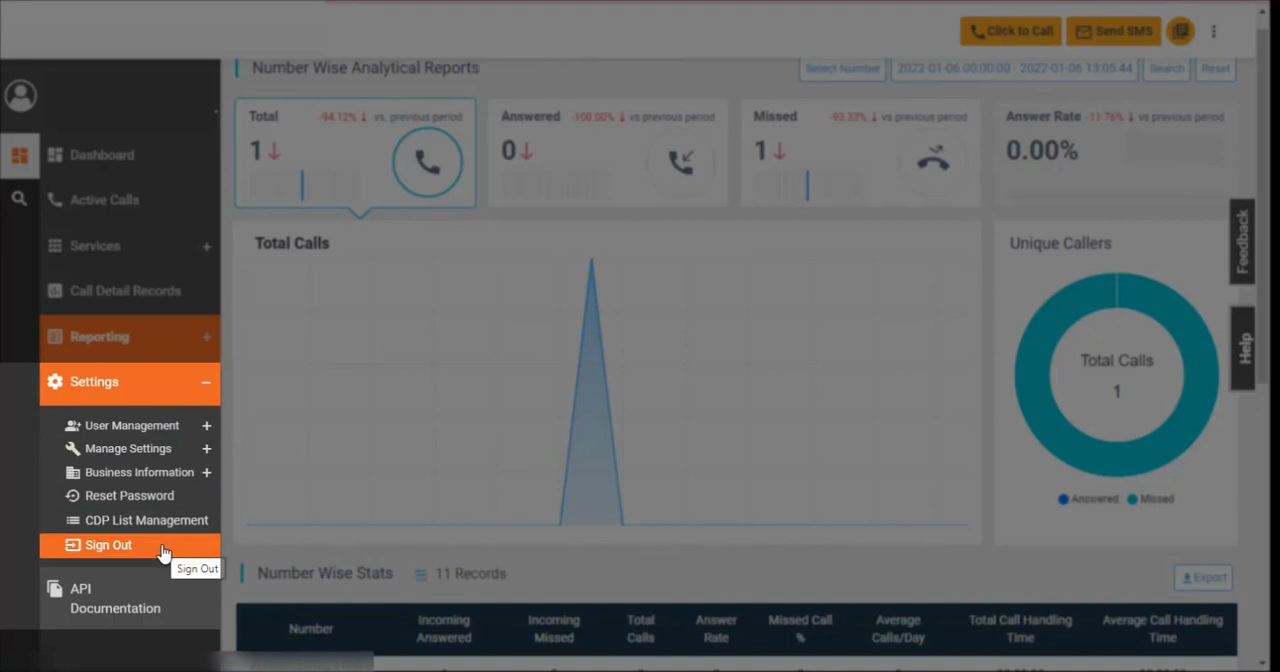 Click to Call
Send SMS
Number Wise Analytical Reports
Select Number
2022-01-06 00:00:00 - 2022-01-06 13:05:44
Search
Reset
Total
-94.12% ↓ vs. previous period
1↓
Answered
-100.00% ↓ vs previous period
0↓
Missed
-93.33% ↓ vs previous period
1↓
Answer Rate
-11.76% ↓ vs previous period
0.00%
Dashboard
Active Calls
Services +
Call Detail Records
Reporting +
Settings −
User Management +
Manage Settings +
Business Information +
Reset Password
CDP List Management
Sign Out
Sign Out
API
Documentation
Total Calls
Unique Callers
Total Calls
1
Answered
Missed
Feedback
Help
Number Wise Stats
11 Records
Export
Number
Incoming
Answered
Incoming
Missed
Total
Calls
Answer
Rate
Missed Call
%
Average
Calls/Day
Total Call Handling
Time
Average Call Handling
Time